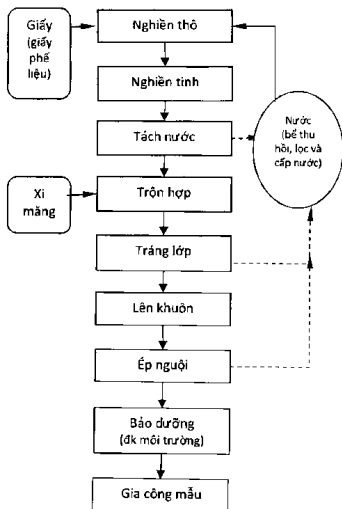 Giấy
(giấy
phế
liệu)
Nghiền thô
Nghiền tinh
Tách nước
Nước
(bể thu
hồi, lọc và
cấp nước)
Xi
măng
Trộn hợp
Tráng lớp
Lên khuôn
Ép nguội
Bảo dưỡng
(đk môi trường)
Gia công mẫu